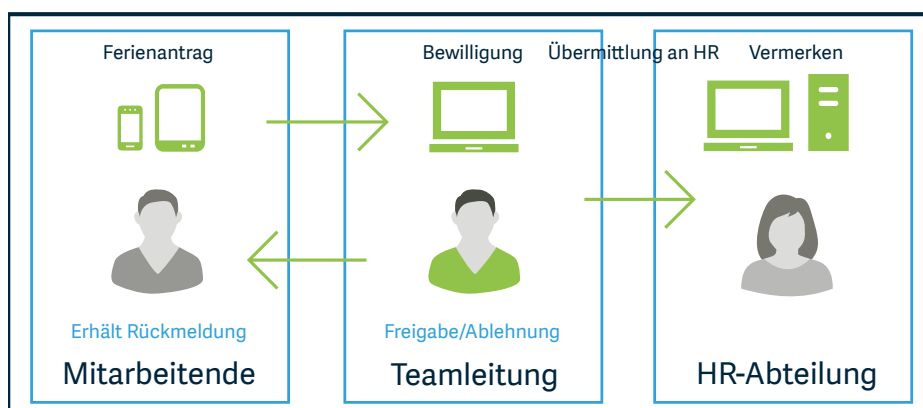 Ferienantrag
Bewilligung
Übermittlung an HR
Vermerken
Erhält Rückmeldung
Freigabe/Ablehnung
Mitarbeitende
Teamleitung
HR-Abteilung